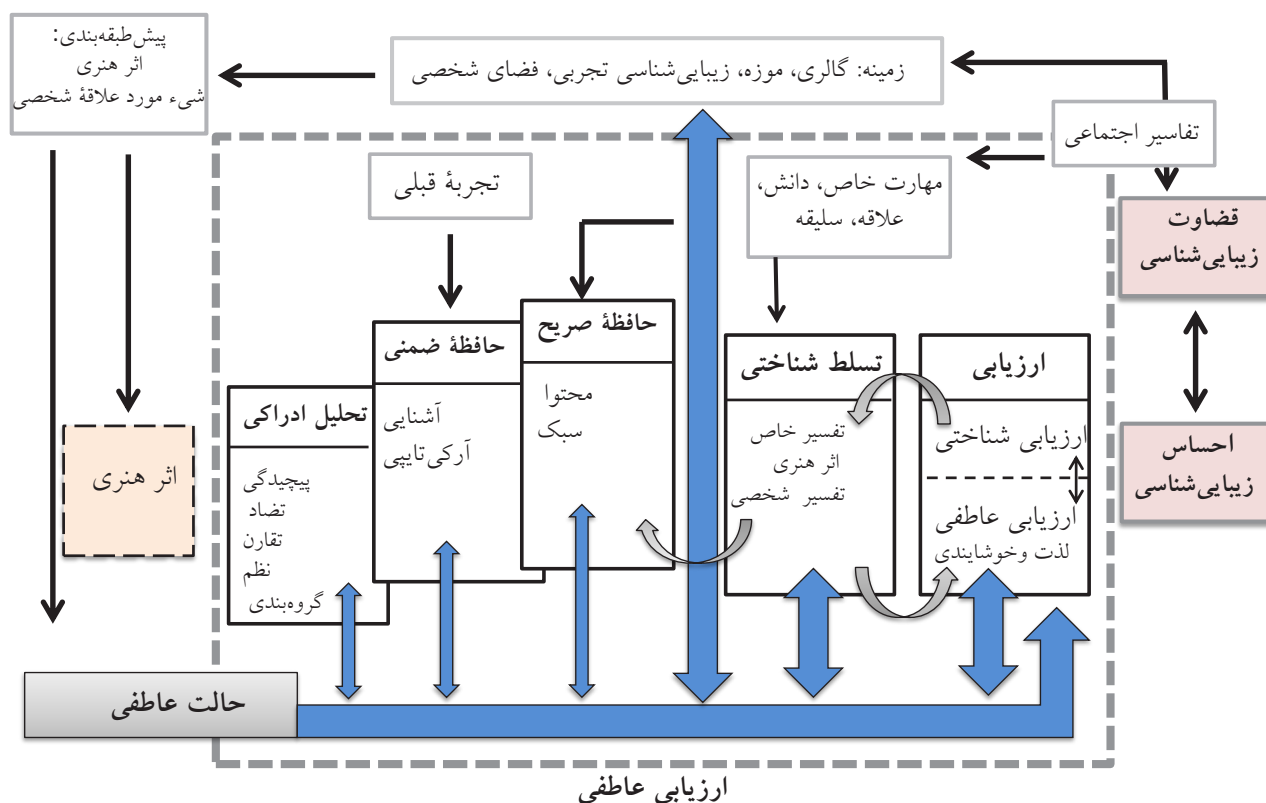 پیش‌طبقه‌بندی:
اثر هنری
شیء مورد علاقهٔ شخصی
زمینه: گالری، موزه، زیبایی‌شناسی تجربی، فضای شخصی
تفاسیر اجتماعی
مهارت خاص، دانش،
علاقه، سلیقه
تجربهٔ قبلی
قضاوت
زیبایی‌شناسی
احساس
زیبایی‌شناسی
ارزیابی
ارزیابی شناختی
ارزیابی عاطفی
لذت وخوشایندی
تسلط شناختی
تفسیر خاص
اثر هنری
تفسیر شخصی
حافظهٔ صریح
محتوا
سبک
حافظهٔ ضمنی
آشنایی
آرکی‌تایپی
تحلیل ادراکی
پیچیدگی
تضاد
تقارن
نظم
گروه‌بندی
اثر هنری
حالت عاطفی
ارزیابی عاطفی